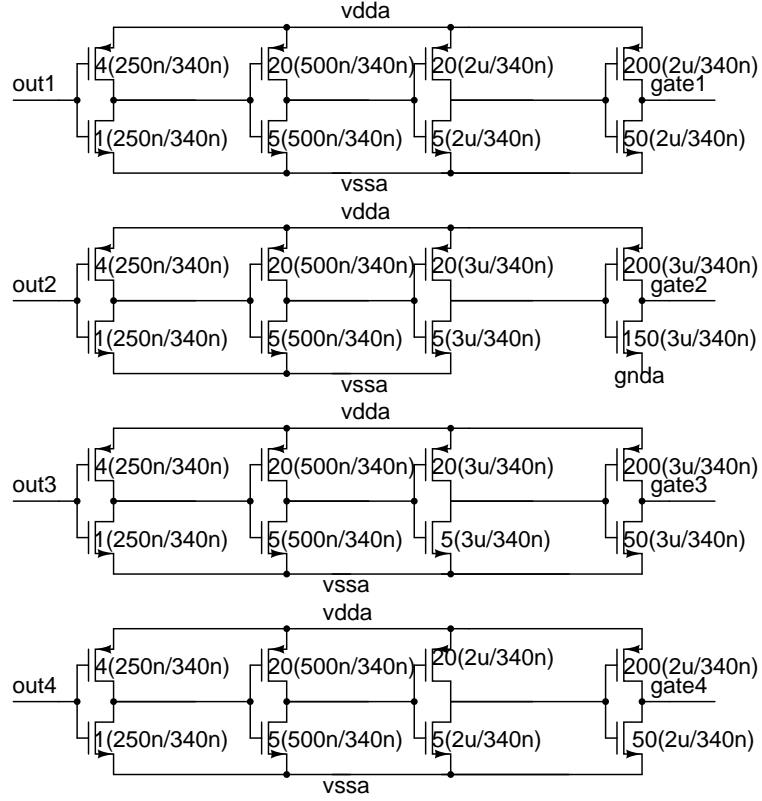 vdda
4(250n/340n) 20(500n/340n) 20(2u/340n) 200(2u/340n)
out1 gate1
1(250n/340n) 5(500n/340n) 5(2u/340n) 50(2u/340n)
vssa
vdda
4(250n/340n) 20(500n/340n) 20(3u/340n) 200(3u/340n)
out2 gate2
1(250n/340n) 5(500n/340n) 5(3u/340n) 150(3u/340n)
vssa gnda
vdda
4(250n/340n) 20(500n/340n) 20(3u/340n) 200(3u/340n)
out3 gate3
1(250n/340n) 5(500n/340n) 5(3u/340n) 50(3u/340n)
vssa
vdda
4(250n/340n) 20(500n/340n) 20(2u/340n) 200(2u/340n)
out4 gate4
1(250n/340n) 5(500n/340n) 5(2u/340n) 50(2u/340n)
vssa